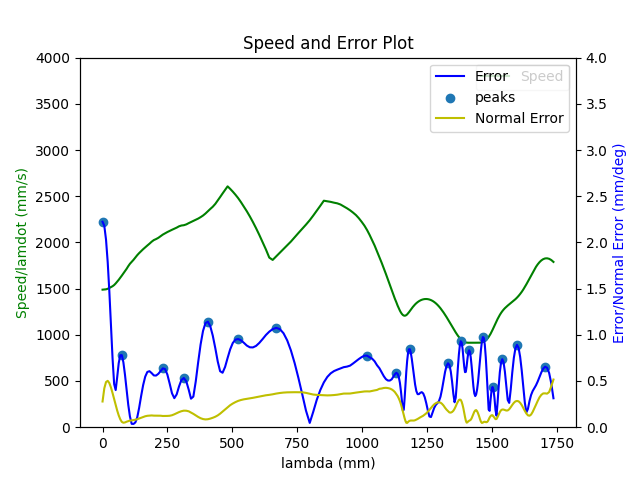 Speed and Error Plot
4000
3500
3000
2500
2000
1500
1000
500
0
Speed/lamdot (mm/s)
4.0
3.5
3.0
2.5
2.0
1.5
1.0
0.5
0.0
Error/Normal Error (mm/deg)
Error
Speed
peaks
Normal Error
0 250 500 750 1000 1250 1500 1750
lambda (mm)